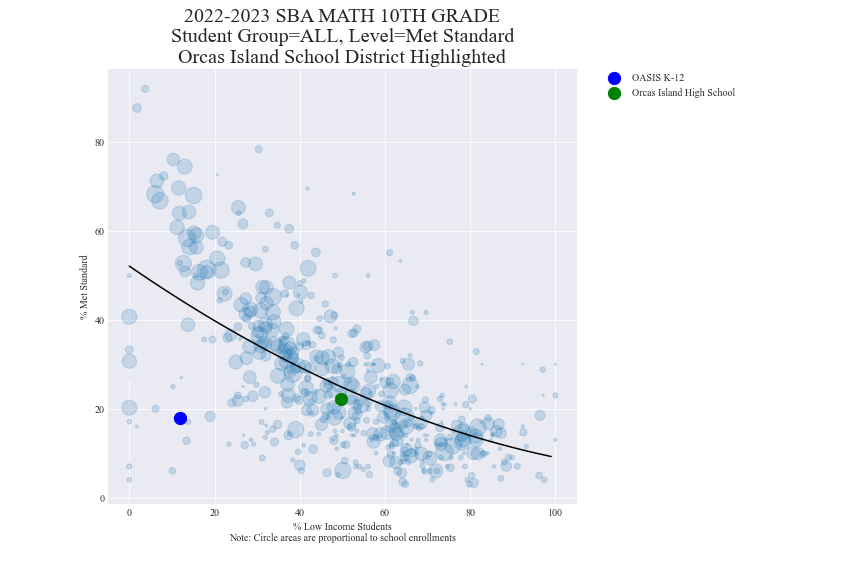 2022-2023 SBA MATH 10TH GRADE
Student Group=ALL, Level=Met Standard
Orcas Island School District Highlighted
OASIS K-12
Orcas Island High School
% Met Standard
80
60
40
20
0
0 20 40 60 80 100
% Low Income Students
Note: Circle areas are proportional to school enrollments